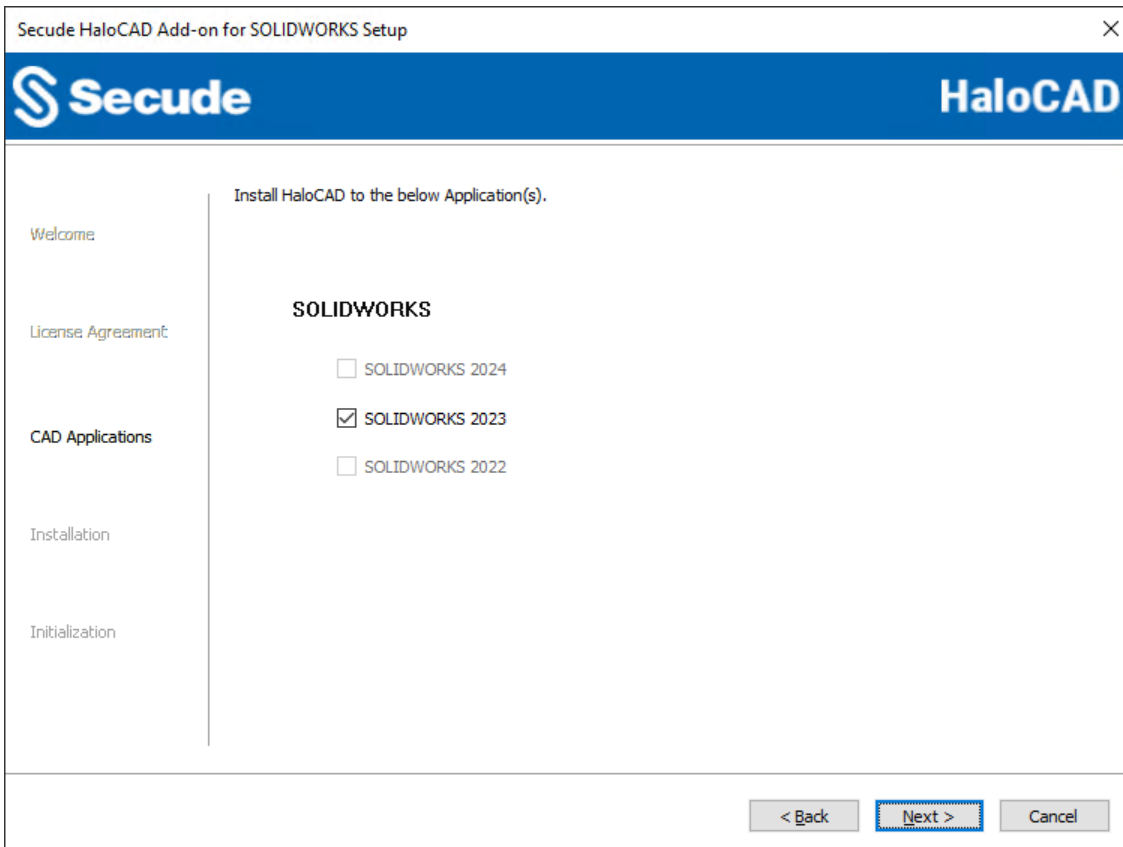 Secude HaloCAD Add-on for SOLIDWORKS Setup
Secude
HaloCAD
Install HaloCAD to the below Application(s).
Welcome
License Agreement
CAD Applications
Installation
Initialization
SOLIDWORKS
SOLIDWORKS 2024
SOLIDWORKS 2023
SOLIDWORKS 2022
< Back
Next >
Cancel